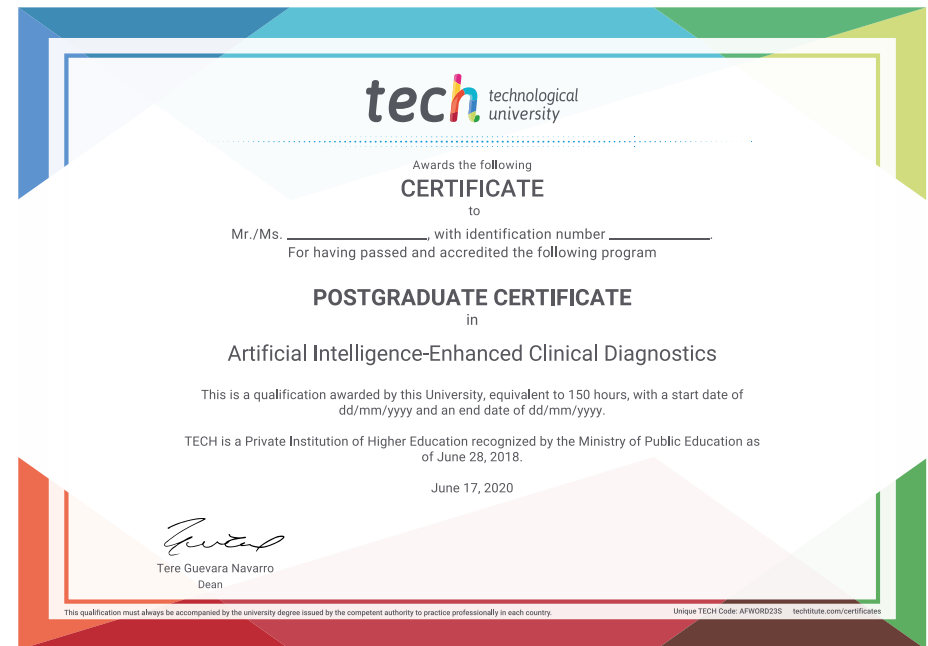 tech technological
university
Awards the following
CERTIFICATE
to
Mr./Ms. ____________________, with identification number ______________.
For having passed and accredited the following program
POSTGRADUATE CERTIFICATE
in
Artificial Intelligence-Enhanced Clinical Diagnostics
This is a qualification awarded by this University, equivalent to 150 hours, with a start date of
dd/mm/yyyy and an end date of dd/mm/yyyy.
TECH is a Private Institution of Higher Education recognized by the Ministry of Public Education as
of June 28, 2018.
June 17, 2020
Tere Guevara Navarro
Dean
This qualification must always be accompanied by the university degree issued by the competent authority to practice professionally in each country.
Unique TECH Code: AFWORD23S techtitute.com/certificates